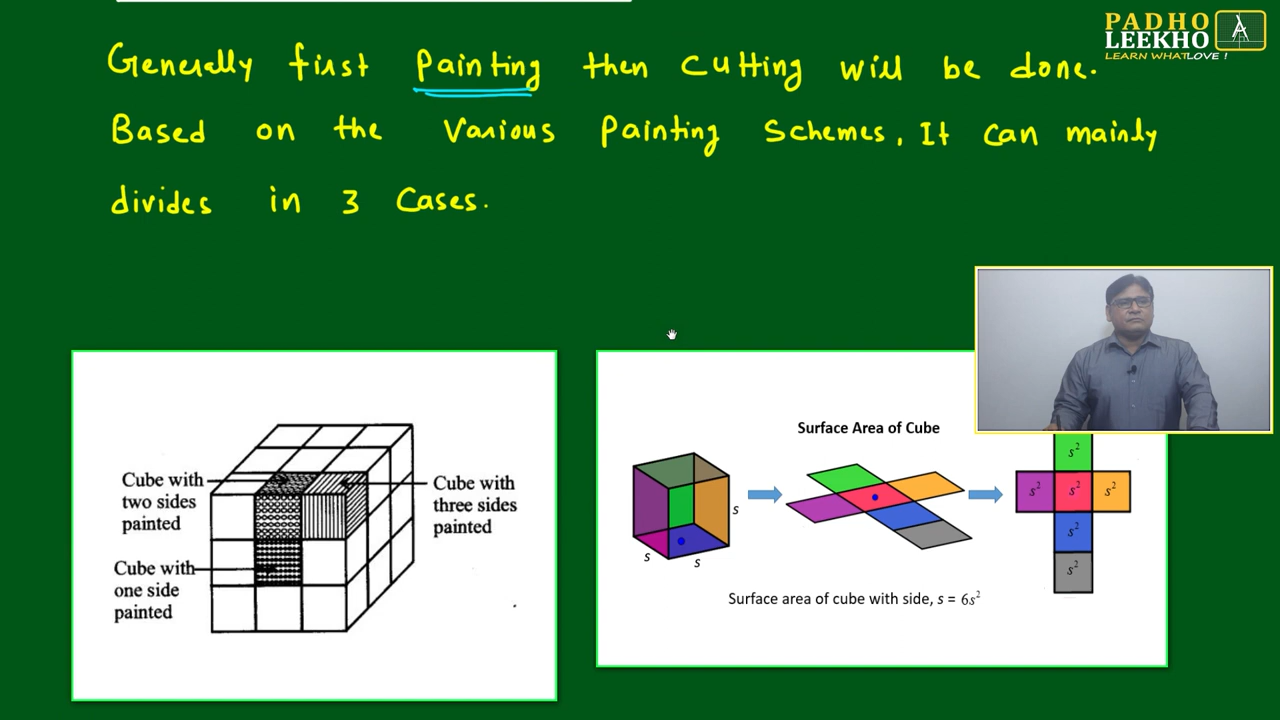 PADHO
LEEKHO
LEARN WHAT LOVE !
Generally first Painting then Cutting will be done.
Based on the Various Painting Schemes, It Can mainly
divides in 3 Cases.
Cube with
two sides
painted
Cube with
one side
painted
Cube with
three sides
painted
Surface Area of Cube
s
s
s
s²
s²
s²
s²
s²
s²
Surface area of cube with side, s = 6s²